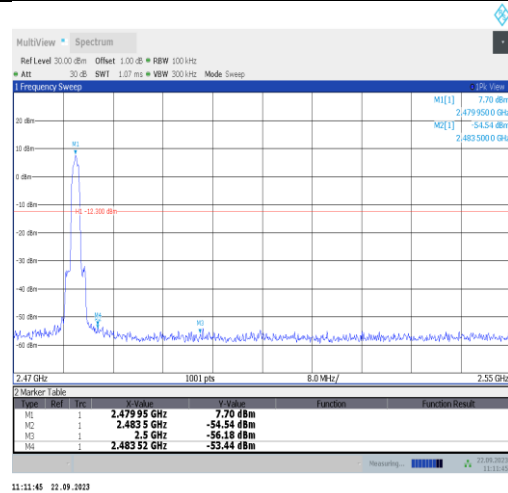 MultiView Spectrum
Ref Level 30.00 dBm Offset 1.00 dB RBW 100 kHz
Att 30 dB SWT 1.07 ms VBW 300 kHz Mode Sweep
1 Frequency Sweep 1Pk View
M1[1] 7.70 dBm
2.4799500 GHz
M2[1] -54.54 dBm
2.4835000 GHz
20 dBm
M1
10 dBm
0 dBm
-10 dBm
H1 -12.300 dBm
-20 dBm
-30 dBm
-40 dBm
-50 dBm
M4
M3
-60 dBm
2.47 GHz 1001 pts 8.0 MHz/ 2.55 GHz
2 Marker Table
Type Ref Trc X-Value Y-Value Function Function Result
M1 1 2.479 95 GHz 7.70 dBm
M2 1 2.483 5 GHz -54.54 dBm
M3 1 2.5 GHz -56.18 dBm
M4 1 2.483 52 GHz -53.44 dBm
Measuring... 22.09.2023
11:11:45
11:11:45 22.09.2023